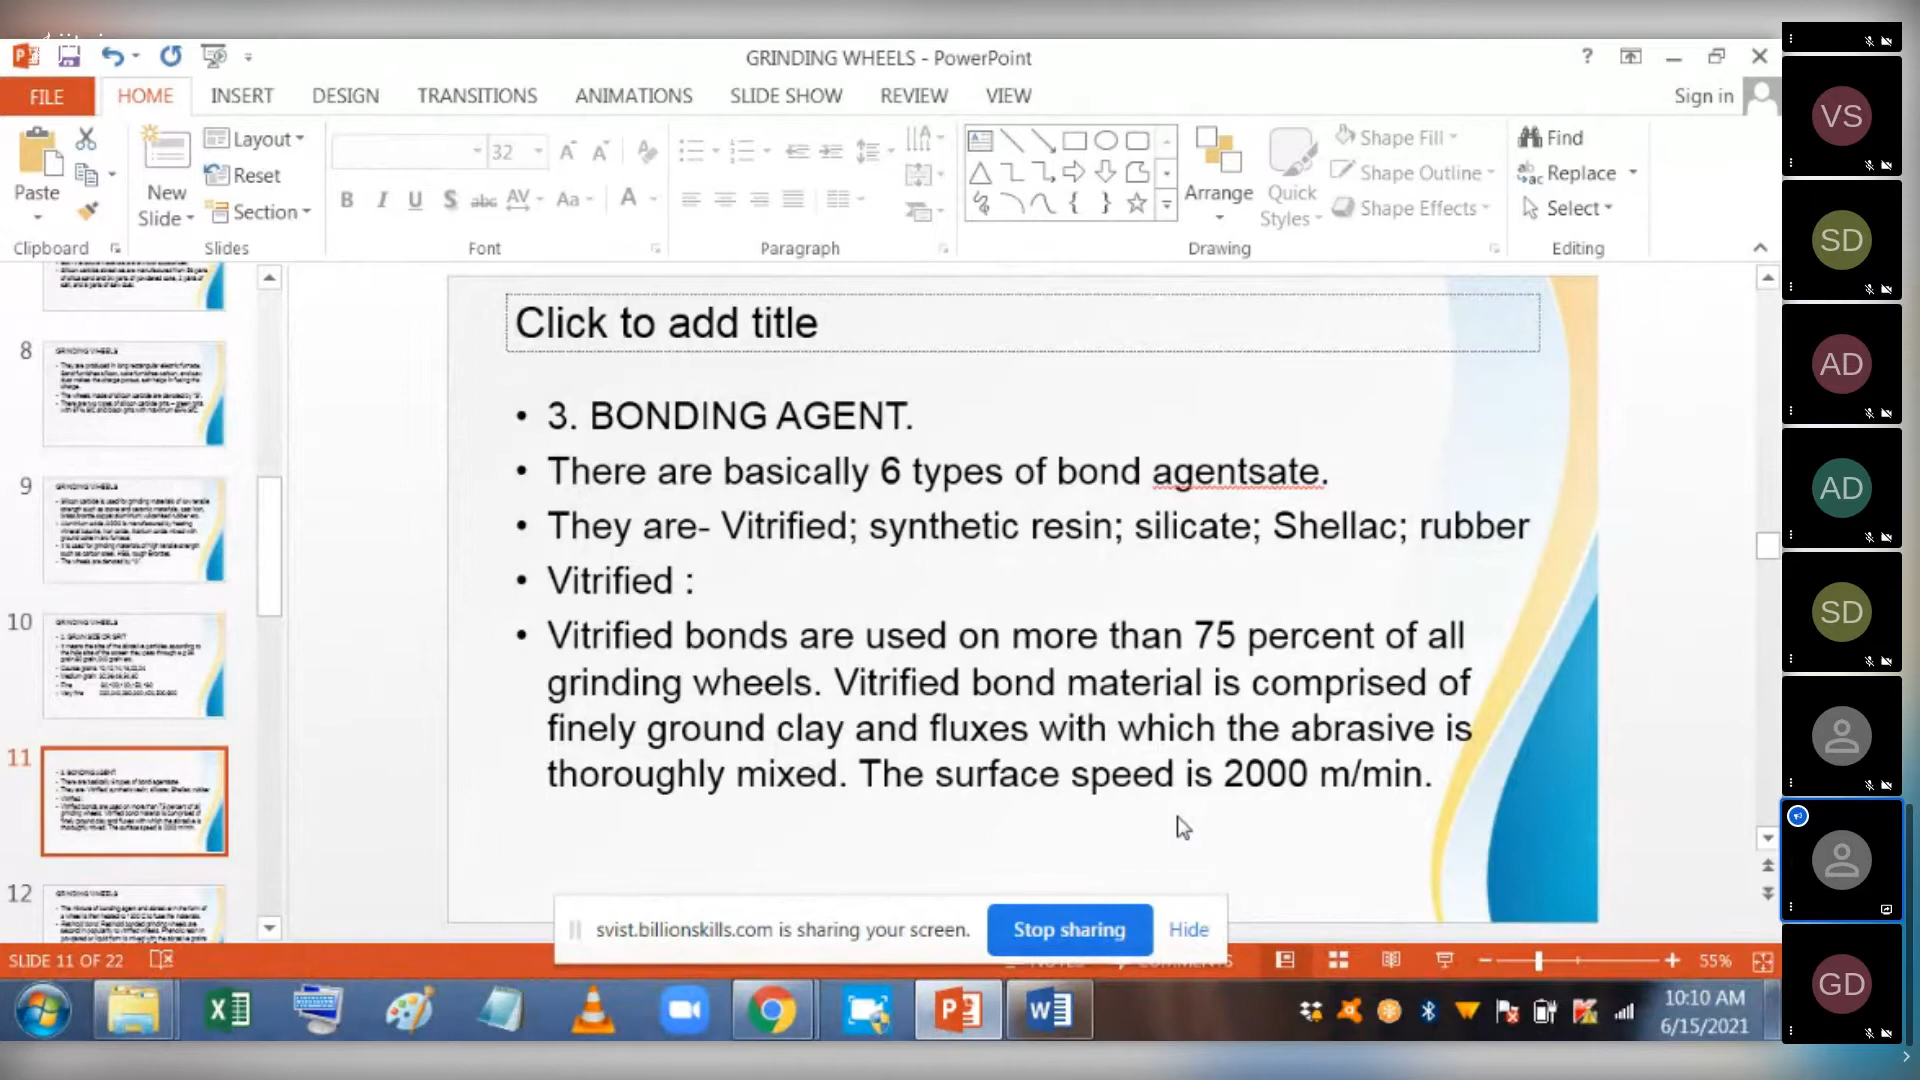 GRINDING WHEELS - PowerPoint
FILE HOME INSERT DESIGN TRANSITIONS ANIMATIONS SLIDE SHOW REVIEW VIEW Sign in
Paste
New
Slide
Layout
Reset
Section
32
Arrange
Quick
Styles
Shape Fill
Shape Outline
Shape Effects
Find
Replace
Select
Clipboard Slides Font Paragraph Drawing Editing
8
9
10
11
12
GRINDING WHEELS
Click to add title
• 3. BONDING AGENT.
• There are basically 6 types of bond agentsate.
• They are- Vitrified; synthetic resin; silicate; Shellac; rubber
• Vitrified :
• Vitrified bonds are used on more than 75 percent of all
grinding wheels. Vitrified bond material is comprised of
finely ground clay and fluxes with which the abrasive is
thoroughly mixed. The surface speed is 2000 m/min.
svist.billionskills.com is sharing your screen. Stop sharing Hide
SLIDE 11 OF 22
55%
10:10 AM
6/15/2021
VS
SD
AD
AD
SD
GD